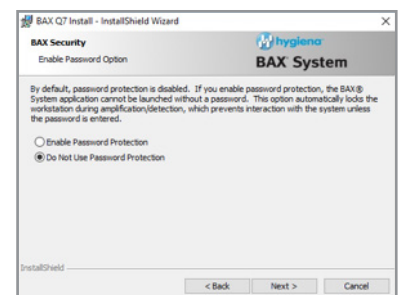 BAX Q7 Install - InstallShield Wizard
BAX Security
Enable Password Option
hygiena
BAX System
By default, password protection is disabled. If you enable password protection, the BAX®
System application cannot be launched without a password. This option automatically locks the
workstation during amplification/detection, which prevents interaction with the system unless
the password is entered.
Enable Password Protection
Do Not Use Password Protection
InstallShield
< Back
Next >
Cancel